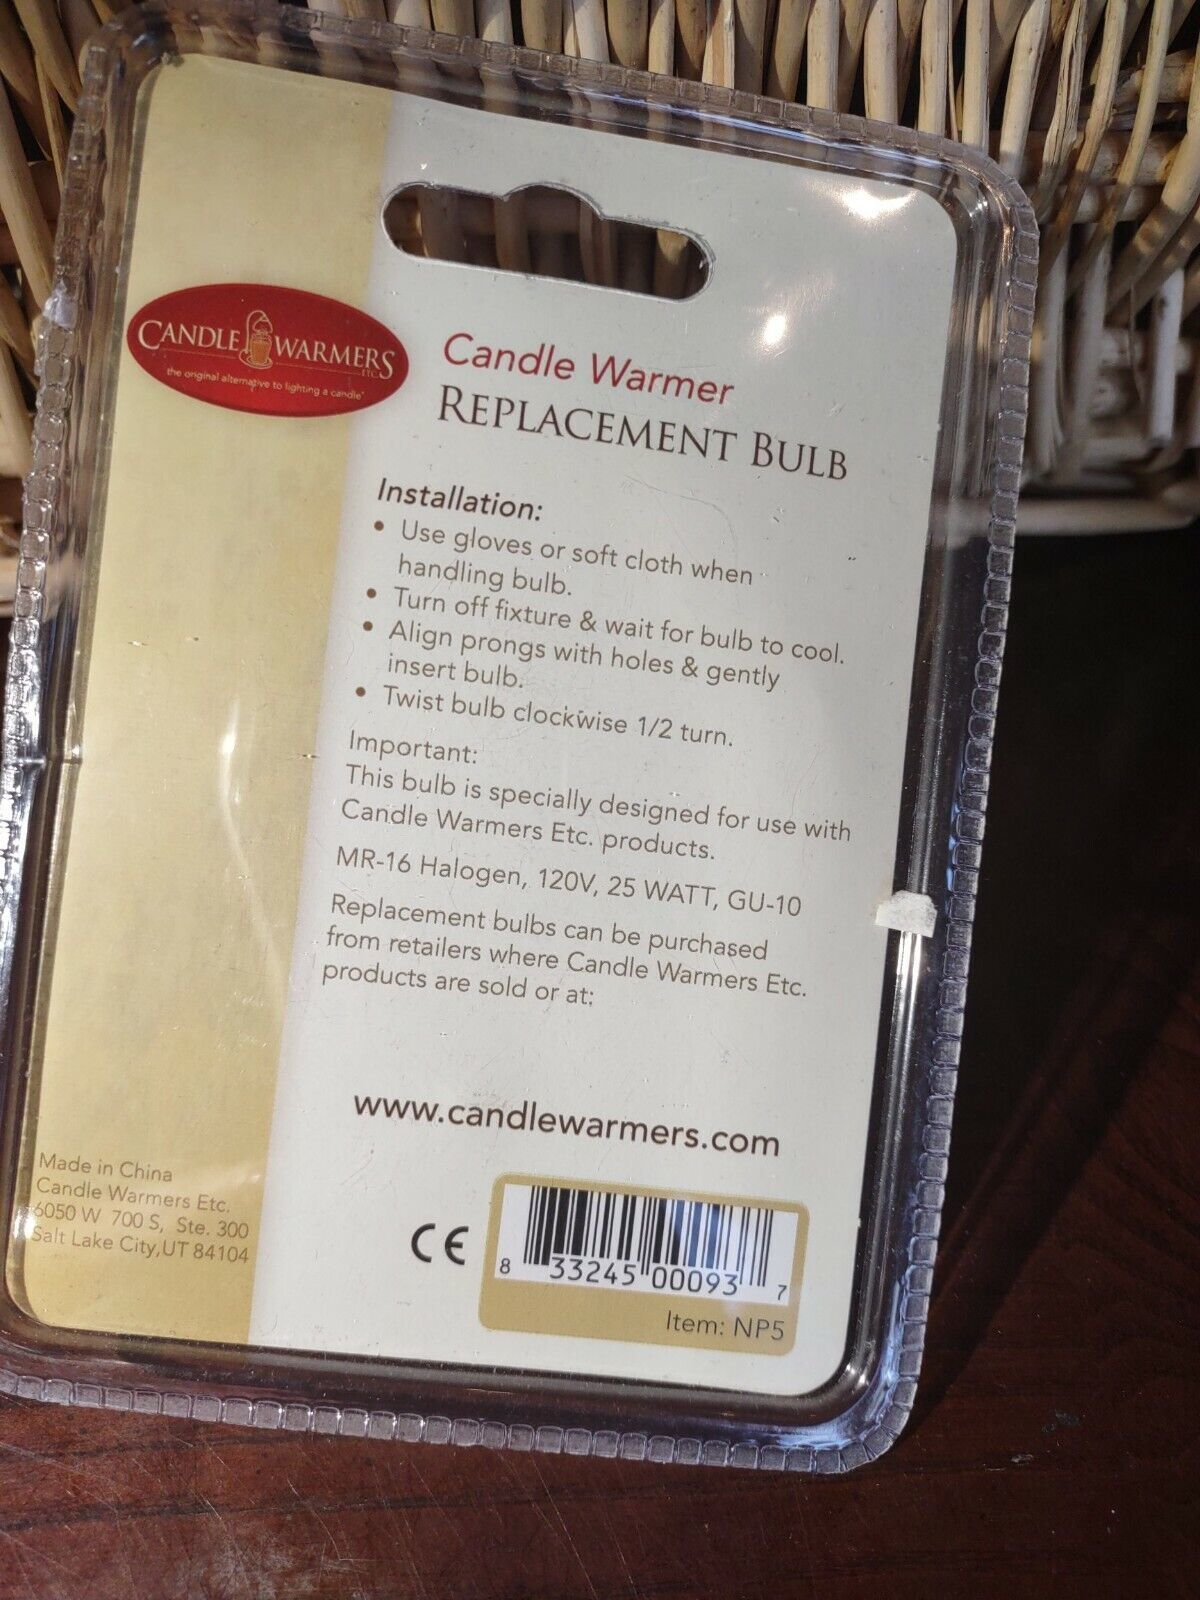 CANDLE WARMERS
ETC.
the original alternative to lighting a candle®
Candle Warmer
REPLACEMENT BULB
Installation:
• Use gloves or soft cloth when
handling bulb.
• Turn off fixture & wait for bulb to cool.
• Align prongs with holes & gently
insert bulb.
• Twist bulb clockwise 1/2 turn.
Important:
This bulb is specially designed for use with
Candle Warmers Etc. products.
MR-16 Halogen, 120V, 25 WATT, GU-10
Replacement bulbs can be purchased
from retailers where Candle Warmers Etc.
products are sold or at:
www.candlewarmers.com
Made in China
Candle Warmers Etc.
6050 W 700 S, Ste. 300
Salt Lake City,UT 84104
CE
8 33245 00093 7
Item: NP5